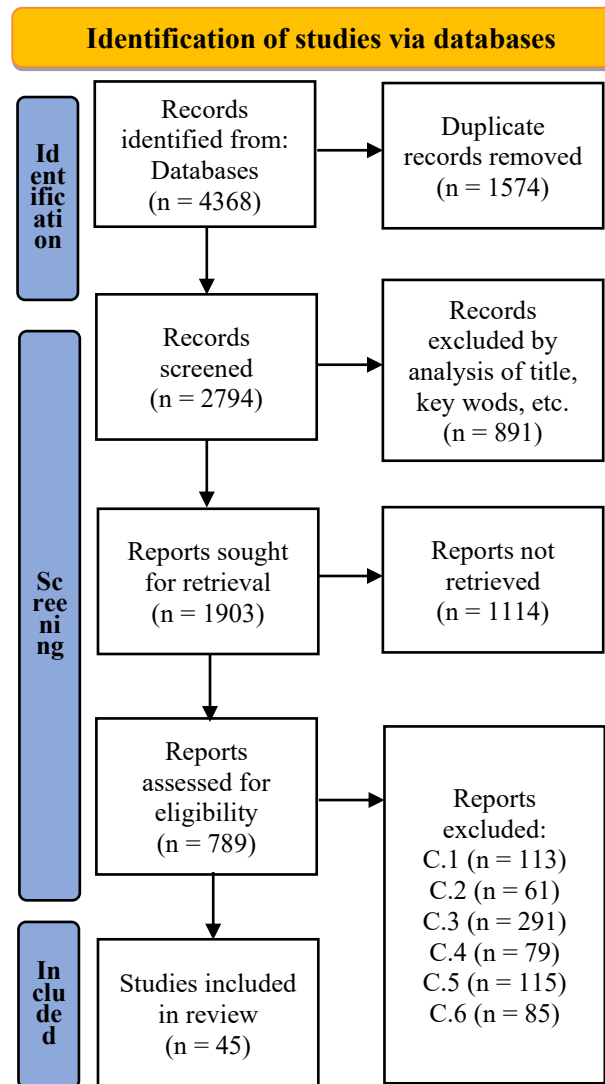 Identification of studies via databases
Id
ent
ific
ati
on
Records
identified from:
Databases
(n = 4368)
Duplicate
records removed
(n = 1574)
Sc
ree
ni
ng
Records
screened
(n = 2794)
Records
excluded by
analysis of title,
key wods, etc.
(n = 891)
Reports sought
for retrieval
(n = 1903)
Reports not
retrieved
(n = 1114)
Reports
assessed for
eligibility
(n = 789)
Reports
excluded:
C.1 (n = 113)
C.2 (n = 61)
C.3 (n = 291)
C.4 (n = 79)
C.5 (n = 115)
C.6 (n = 85)
In
clu
de
d
Studies included
in review
(n = 45)